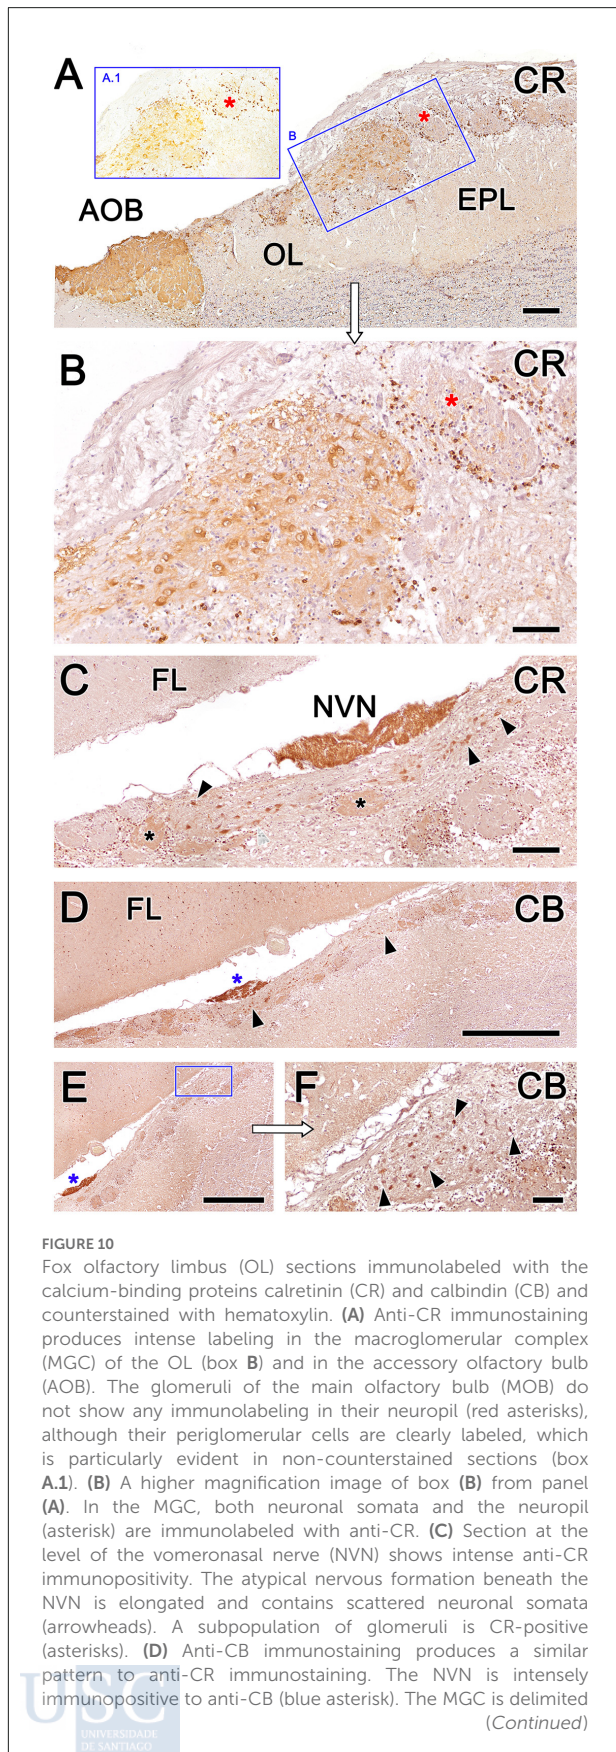 A
A.1
*
*
CR
B
AOB
OL
EPL
B
CR
*
C
FL
NVN
CR
*
*
D
FL
CB
*
E
F
CB
*
FIGURE 10
Fox olfactory limbus (OL) sections immunolabeled with the
calcium-binding proteins calretinin (CR) and calbindin (CB) and
counterstained with hematoxylin. (A) Anti-CR immunostaining
produces intense labeling in the macroglomerular complex
(MGC) of the OL (box B) and in the accessory olfactory bulb
(AOB). The glomeruli of the main olfactory bulb (MOB) do
not show any immunolabeling in their neuropil (red asterisks),
although their periglomerular cells are clearly labeled, which
is particularly evident in non-counterstained sections (box
A.1). (B) A higher magnification image of box (B) from panel
(A). In the MGC, both neuronal somata and the neuropil
(asterisk) are immunolabeled with anti-CR. (C) Section at the
level of the vomeronasal nerve (NVN) shows intense anti-CR
immunopositivity. The atypical nervous formation beneath the
NVN is elongated and contains scattered neuronal somata
(arrowheads). A subpopulation of glomeruli is CR-positive
(asterisks). (D) Anti-CB immunostaining produces a similar
pattern to anti-CR immunostaining. The NVN is intensely
immunopositive to anti-CB (blue asterisk). The MGC is delimited
(Continued)
USC
UNIVERSIDADE
DE SANTIAGO